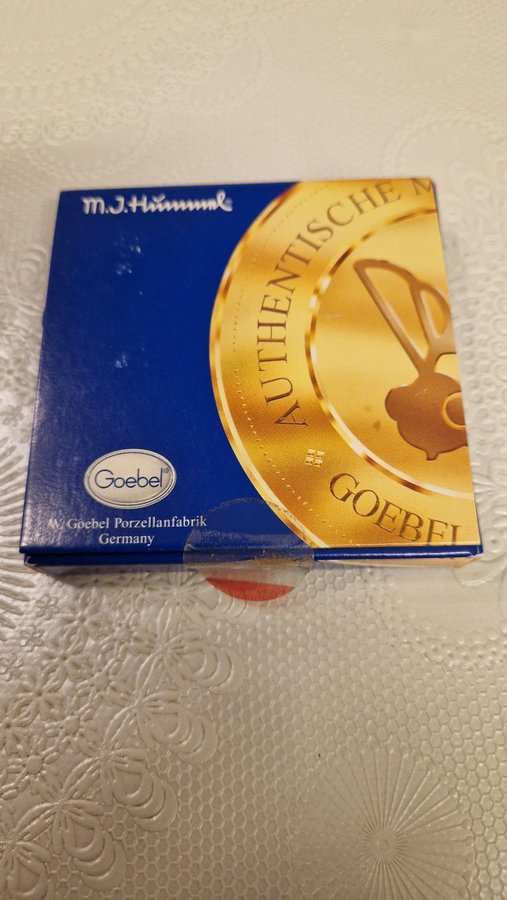 M.J.Hummel®
AUTHENTISCHE M
GOEBEL
Goebel®
W. Goebel Porzellanfabrik
Germany